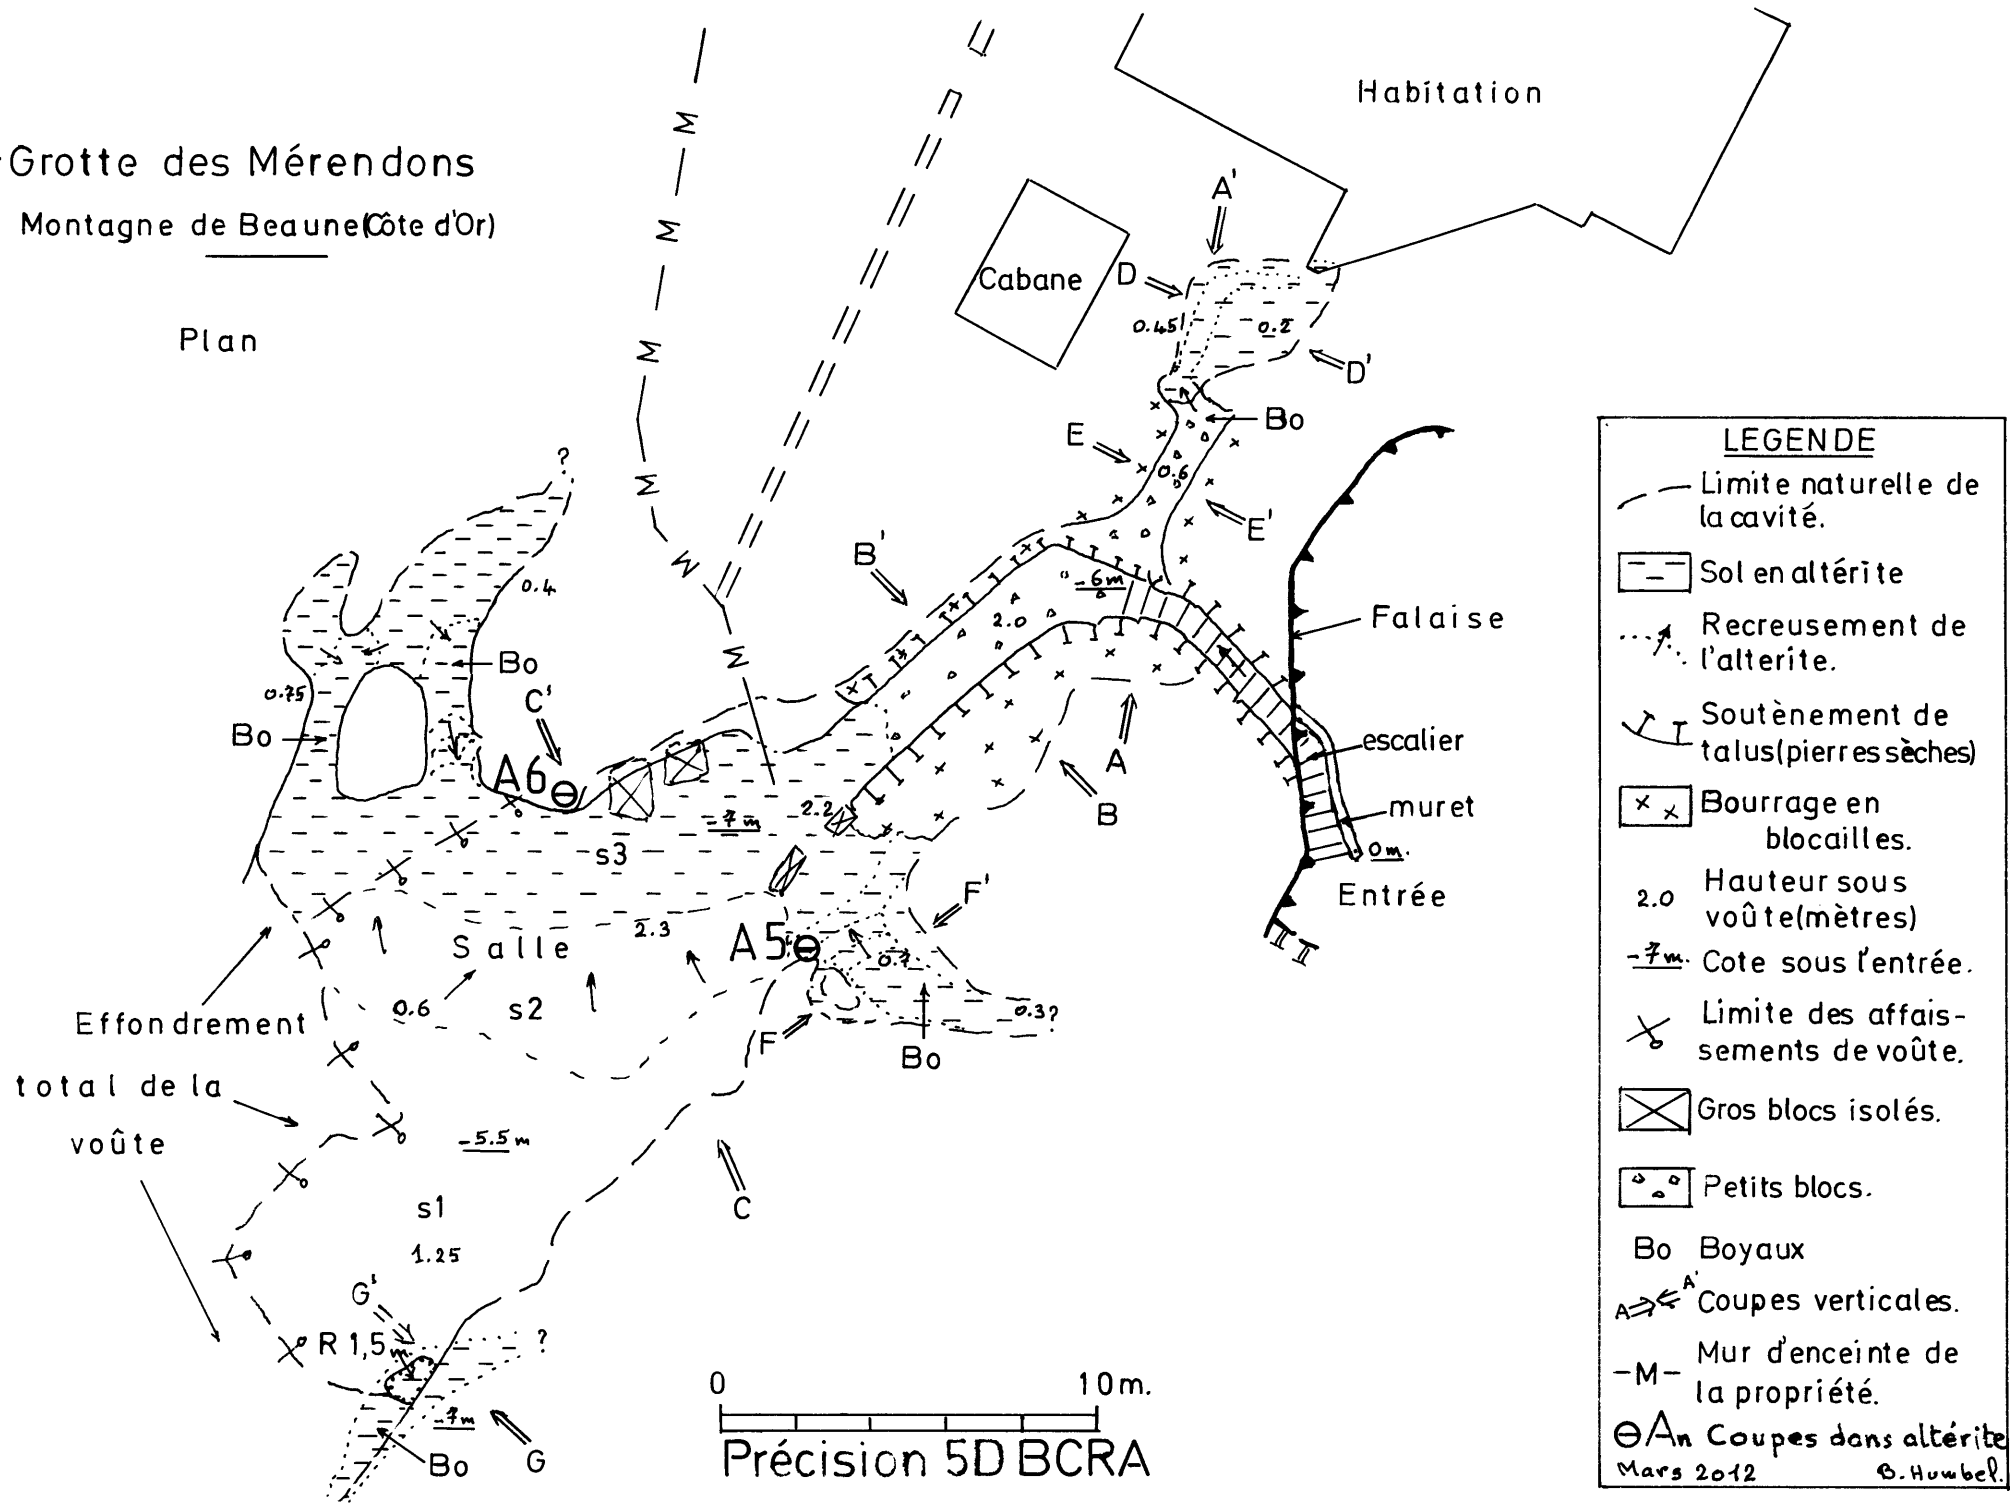 Grotte des Mérendons
Montagne de Beaune(Côte d'Or)
Plan
Habitation
Cabane
A'
D
0.45
0.2
D'
Bo
E
0.6
E'
M
M
M
M
M
M
M
B'
-6m
2.0
Falaise
?
0.4
Bo
0.75
Bo
C'
A6
-7m
2.2
s3
A
B
escalier
muret
0m.
Entrée
F'
2.3
Salle
A5
0.7
0.6
s2
0.3?
F
Bo
Effondrement
total de la
voûte
-5.5m
s1
1.25
C
G'
R 1,5m
?
-7m
Bo
G
0
10m.
Précision 5D BCRA
LEGENDE
Limite naturelle de
la cavité.
Sol en altérite
Recreusement de
l'alterite.
Soutènement de
talus(pierres sèches)
Bourrage en
blocailles.
2.0 Hauteur sous
voûte(mètres)
-7m. Cote sous l'entrée.
Limite des affais-
sements de voûte.
Gros blocs isolés.
Petits blocs.
Bo Boyaux
A A' Coupes verticales.
-M- Mur d'enceinte de
la propriété.
An Coupes dans altérite
Mars 2012 B. Humbel.